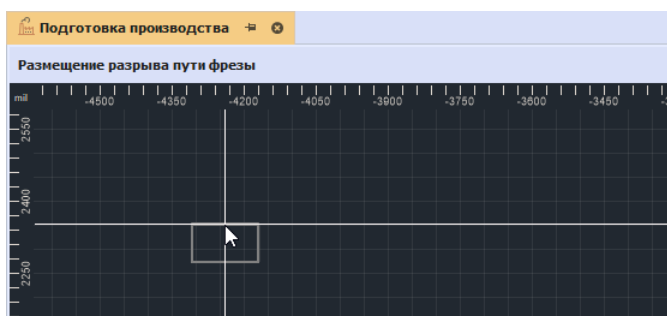 Подготовка производства
Размещение разрыва пути фрезы
mil
-4500 -4350 -4200 -4050 -3900 -3750 -3600 -3450
2550
2400
2250